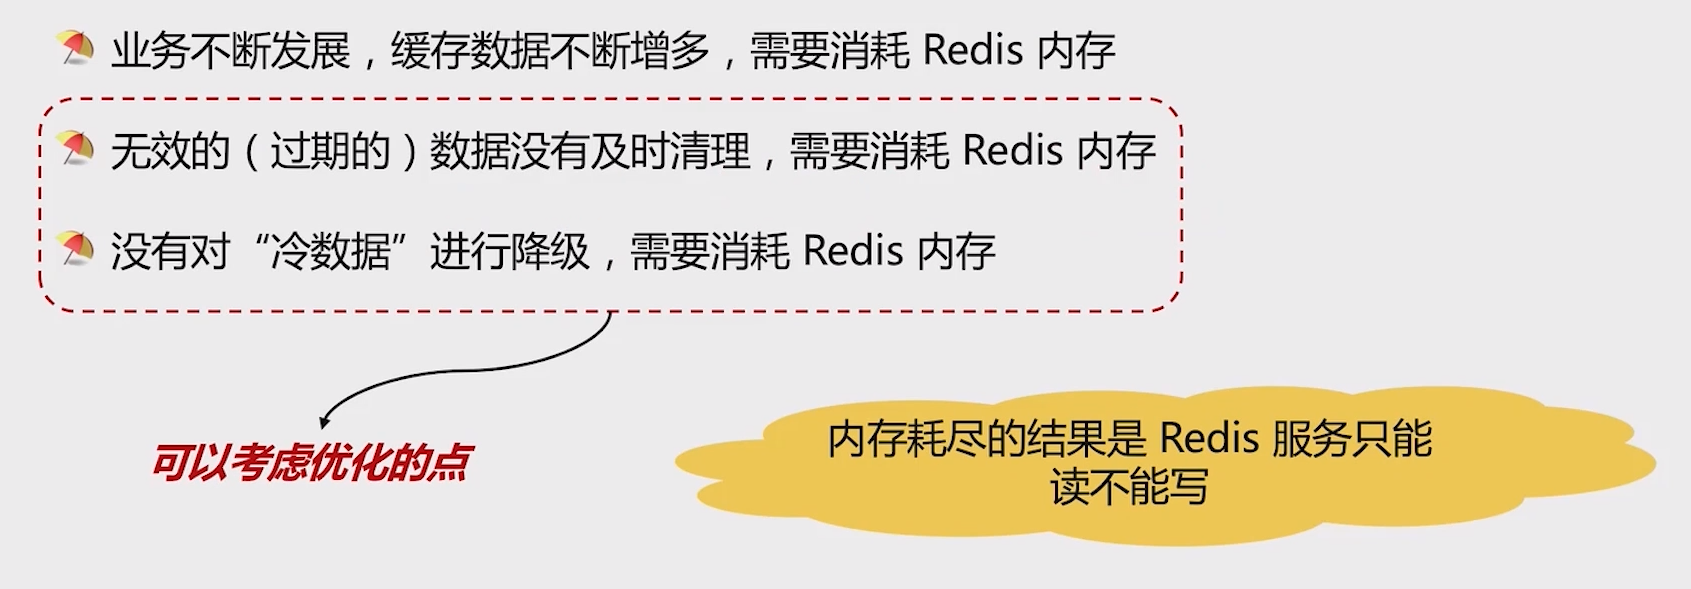 业务不断发展，缓存数据不断增多，需要消耗 Redis 内存
无效的（过期的）数据没有及时清理，需要消耗 Redis 内存
没有对“冷数据”进行降级，需要消耗 Redis 内存
可以考虑优化的点
内存耗尽的结果是 Redis 服务只能
读不能写